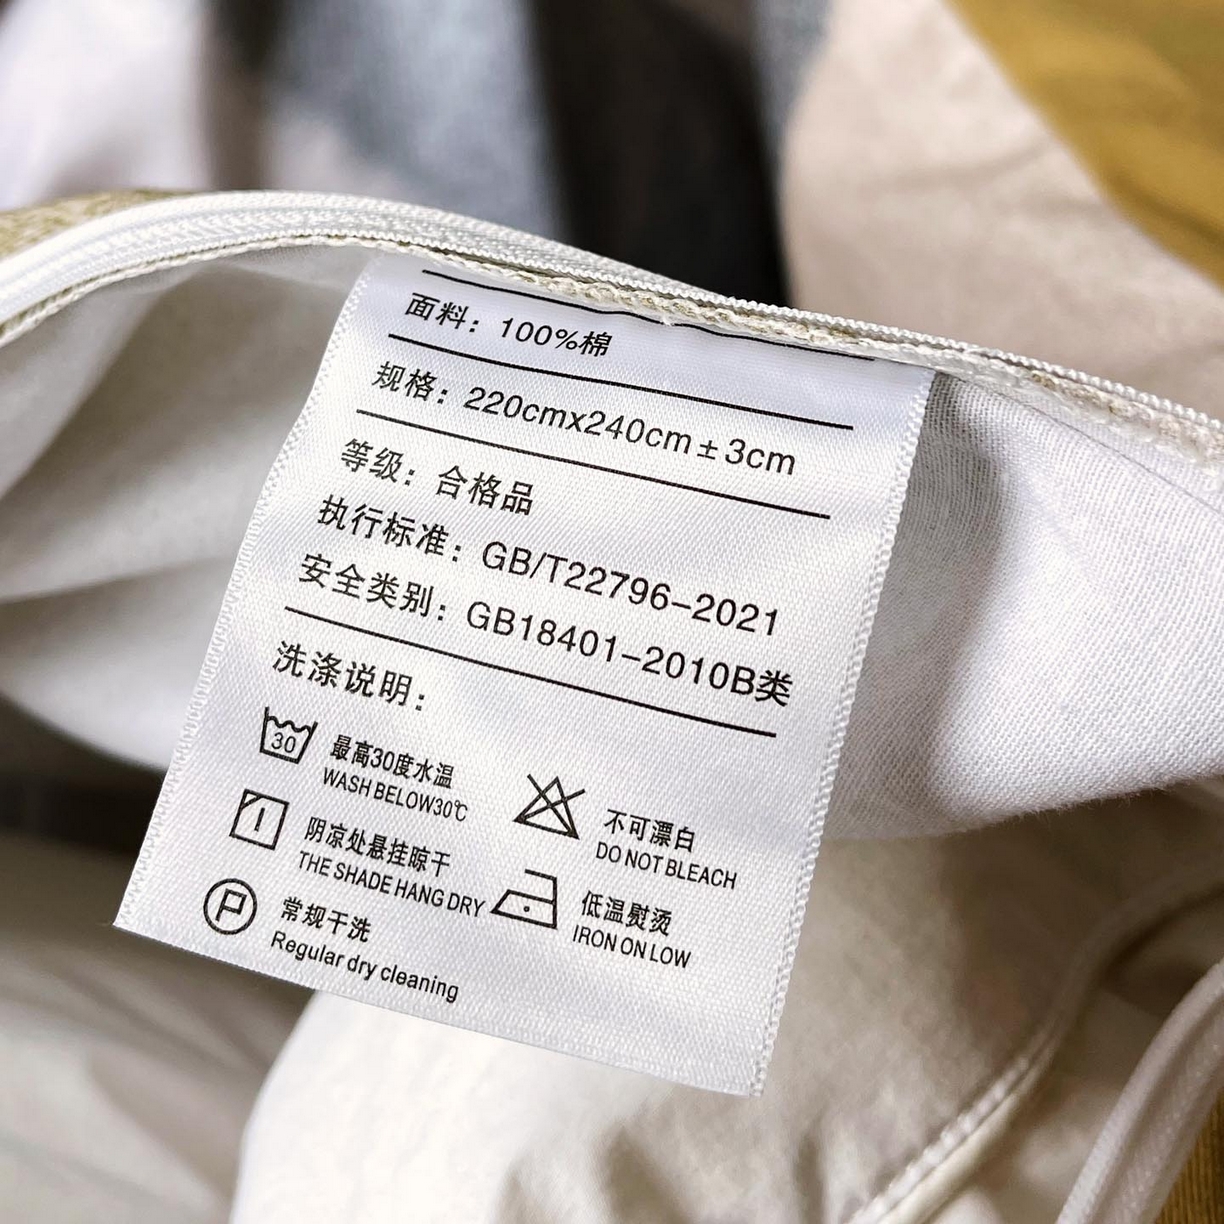 面料：100%棉
规格：220cmx240cm±3cm
等级：合格品
执行标准：GB/T22796-2021
安全类别：GB18401-2010B类
洗涤说明：
30
最高30度水温
WASH BELOW30℃
不可漂白
DO NOT BLEACH
阴凉处悬挂晾干
THE SHADE HANG DRY
低温熨烫
IRON ON LOW
P
常规干洗
Regular dry cleaning